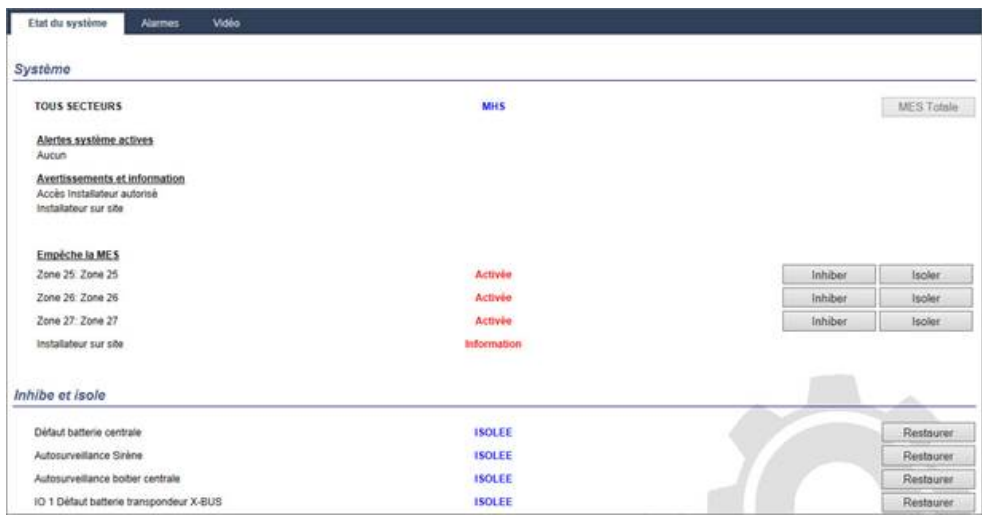 Etat du système Alarmes Vidéo
Système
TOUS SECTEURS MHS MES Totale
Alertes système actives
Aucun
Avertissements et information
Accès Installateur autorisé
Installateur sur site
Empêche la MES
Zone 25: Zone 25 Activée Inhiber Isoler
Zone 26: Zone 26 Activée Inhiber Isoler
Zone 27: Zone 27 Activée Inhiber Isoler
Installateur sur site Information
Inhibe et isole
Défaut batterie centrale ISOLEE Restaurer
Autosurveillance Sirène ISOLEE Restaurer
Autosurveillance boitier centrale ISOLEE Restaurer
IO 1 Défaut batterie transpondeur X-BUS ISOLEE Restaurer